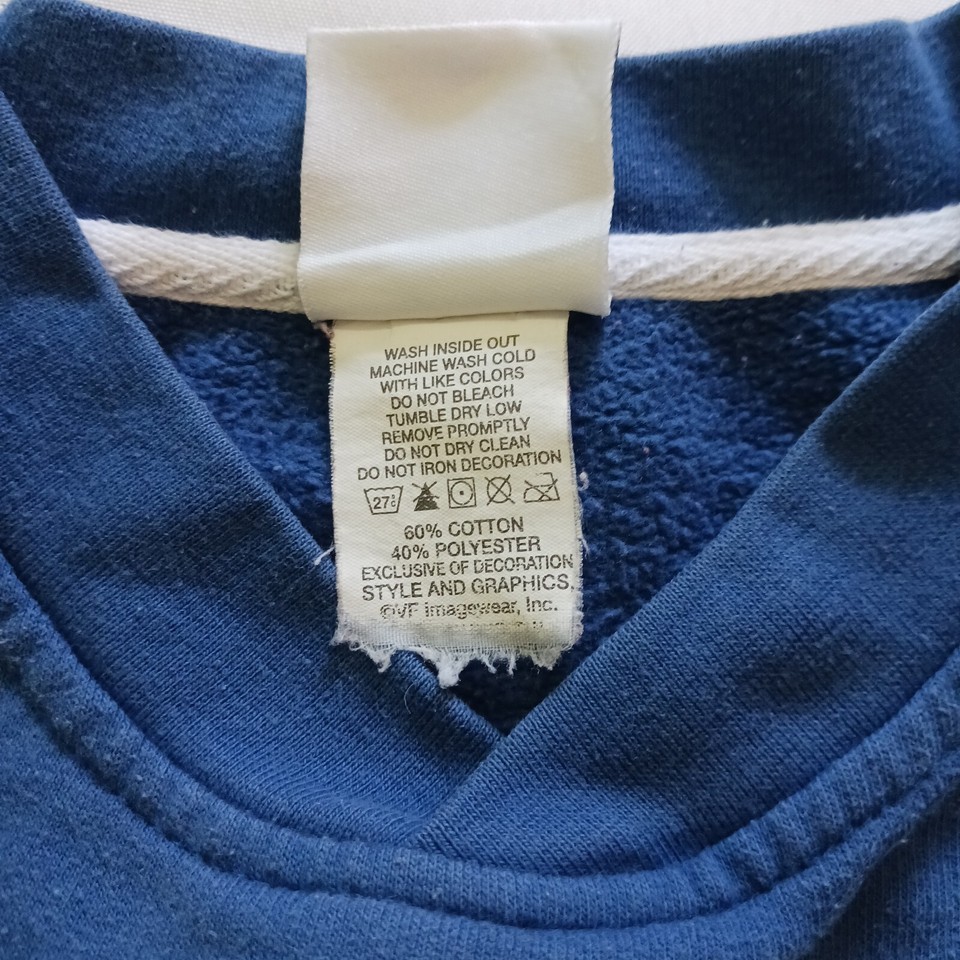 WASH INSIDE OUT
MACHINE WASH COLD
WITH LIKE COLORS
DO NOT BLEACH
TUMBLE DRY LOW
REMOVE PROMPTLY
DO NOT DRY CLEAN
DO NOT IRON DECORATION
27°C
60% COTTON
40% POLYESTER
EXCLUSIVE OF DECORATION
STYLE AND GRAPHICS,
©VF Imagewear, Inc.